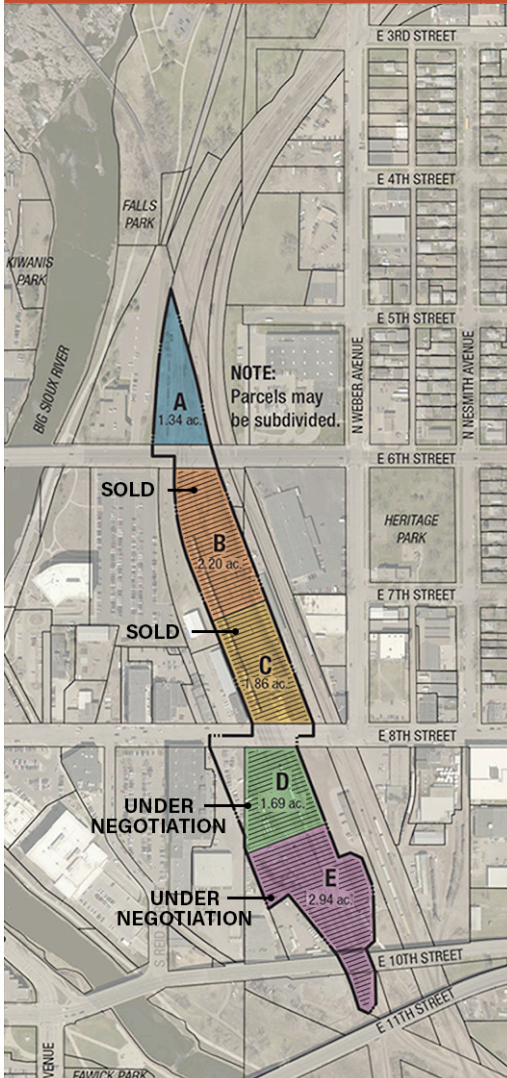 E 3RD STREET
E 4TH STREET
FALLS
PARK
KIWANIS
PARK
E 5TH STREET
BIG SIOUX RIVER
N WEBER AVENUE
N NESMITH AVENUE
NOTE:
Parcels may
be subdivided.
A
1.34 ac.
E 6TH STREET
SOLD
HERITAGE
PARK
B
2.20 ac.
E 7TH STREET
SOLD
C
1.86 ac.
E 8TH STREET
D
1.69 ac.
UNDER
NEGOTIATION
E
2.94 ac.
UNDER
NEGOTIATION
S REID
E 10TH STREET
E 11TH STREET
VENUE
FAWICK PARK